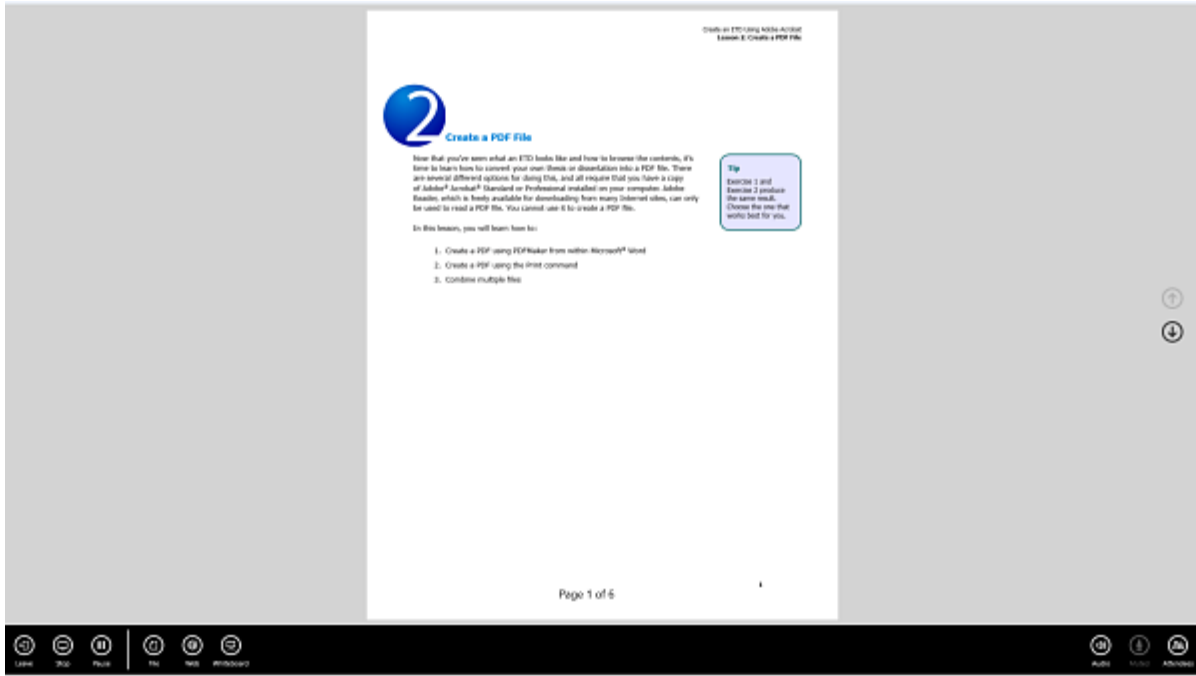 Create an ETD Using Adobe Acrobat
Lesson 2: Create a PDF File
2
Create a PDF File
Now that you've seen what an ETD looks like and how to browse the contents, it's
time to learn how to convert your own thesis or dissertation into a PDF file. There
are several different options for doing this, and all require that you have a copy
of Adobe® Acrobat® Standard or Professional installed on your computer. Adobe
Reader, which is freely available for downloading from many Internet sites, can only
be used to read a PDF file. You cannot use it to create a PDF file.
Tip
Exercise 1 and
Exercise 2 produce
the same result.
Choose the one that
works best for you.
In this lesson, you will learn how to:
1. Create a PDF using PDFMaker from within Microsoft® Word
2. Create a PDF using the Print command
3. Combine multiple files
1
Page 1 of 6
Leave Stop Pause File Web Whiteboard Audio Muted Attendees